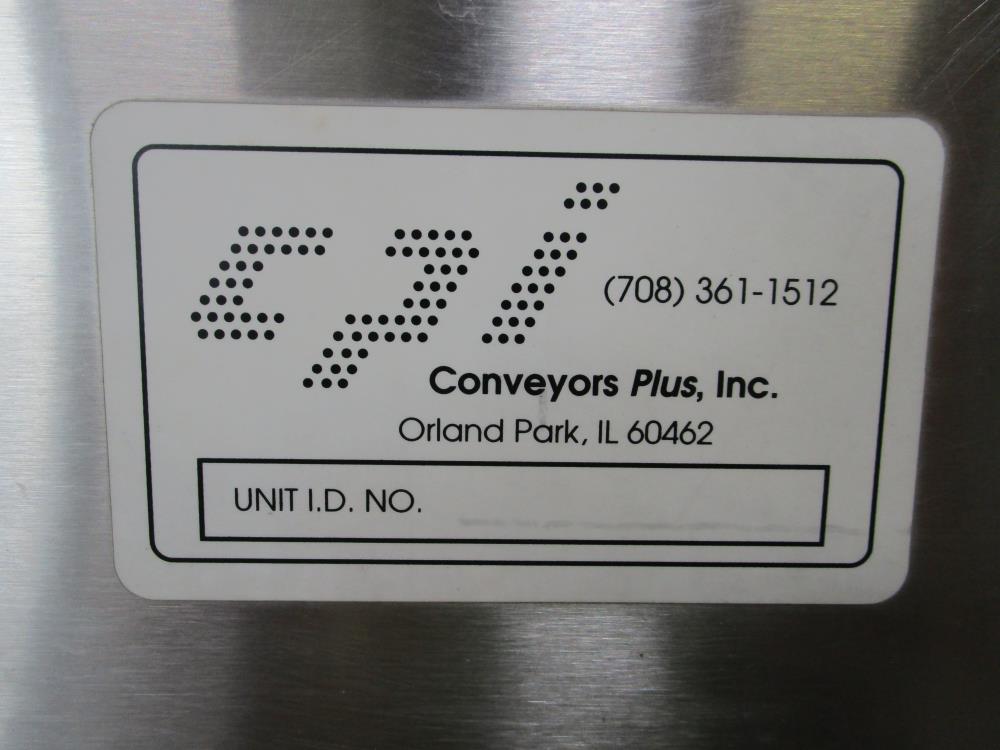 cpi
(708) 361-1512
Conveyors Plus, Inc.
Orland Park, IL 60462
UNIT I.D. NO.